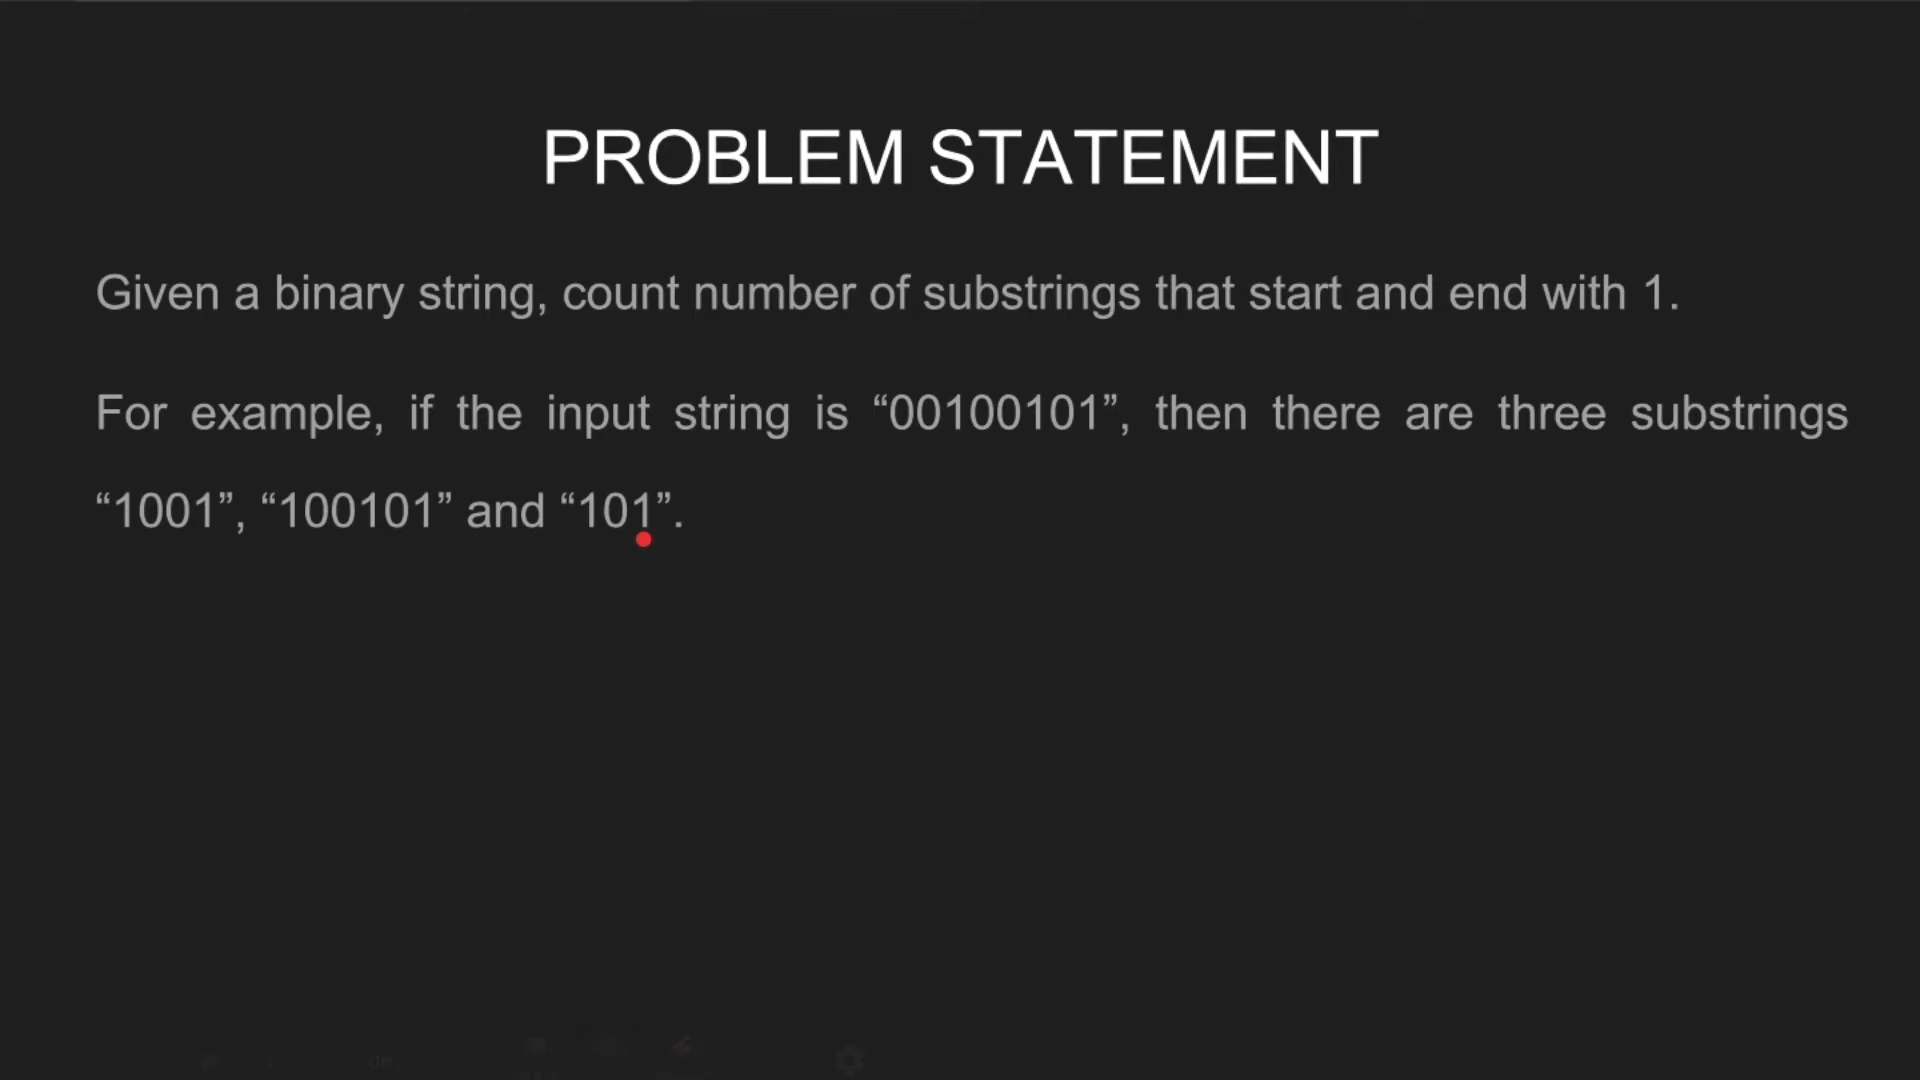 PROBLEM STATEMENT
Given a binary string, count number of substrings that start and end with 1.
For example, if the input string is “00100101”, then there are three substrings
“1001”, “100101” and “101”.